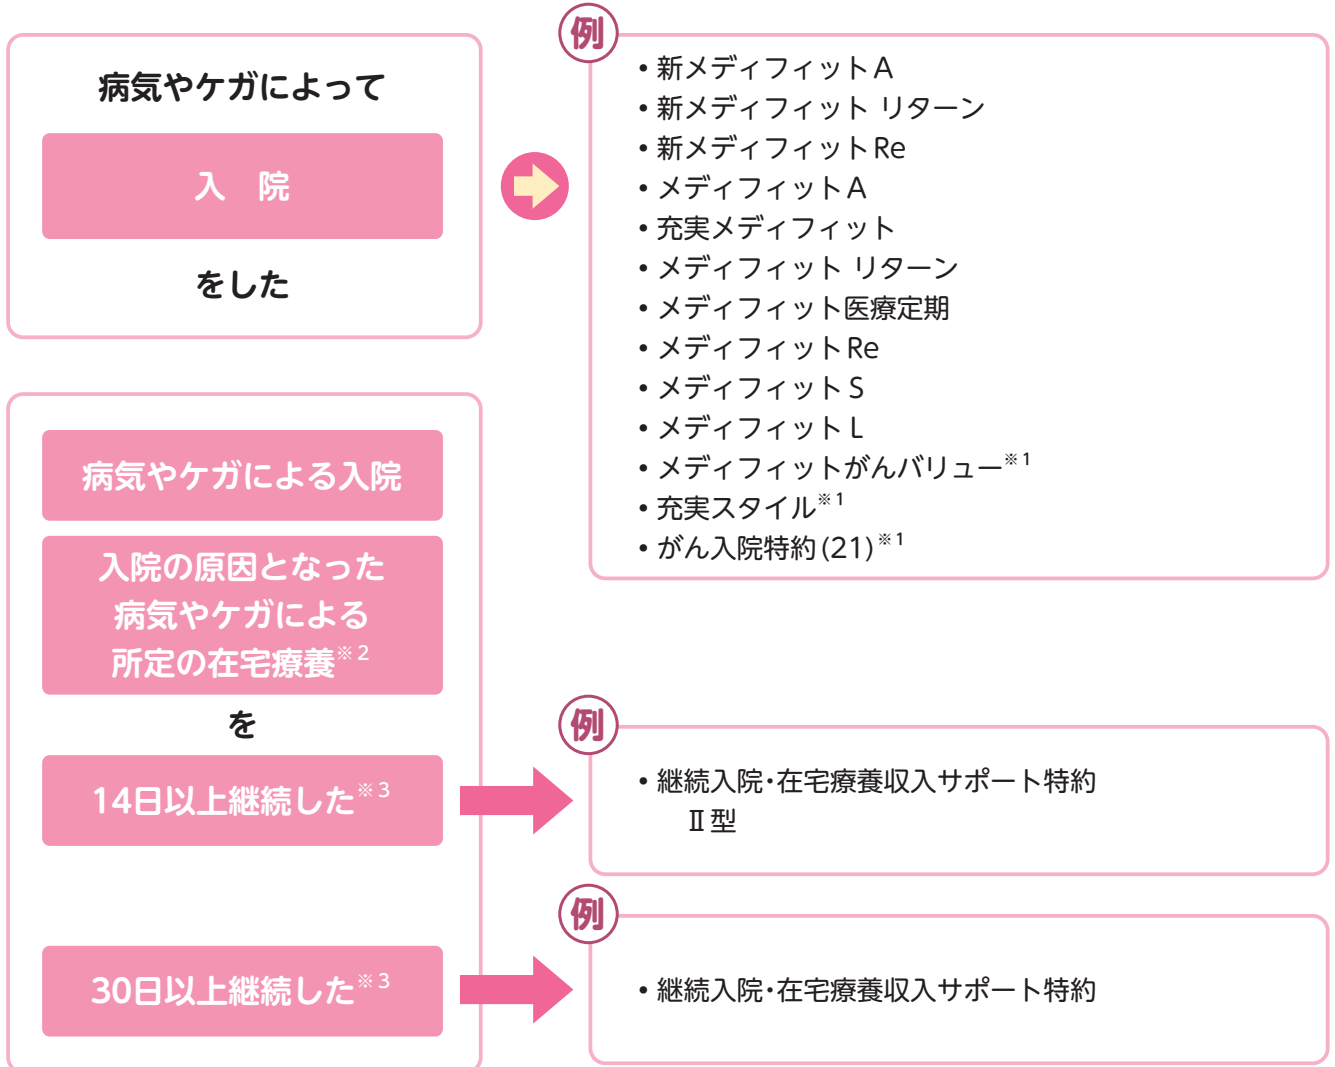 病気やケガによって
入 院
をした
例
• 新メディフィットA
• 新メディフィット リターン
• 新メディフィットRe
• メディフィットA
• 充実メディフィット
• メディフィット リターン
• メディフィット医療定期
• メディフィットRe
• メディフィットS
• メディフィットL
• メディフィットがんバリュー※1
• 充実スタイル※1
• がん入院特約(21)※1
病気やケガによる入院
入院の原因となった
病気やケガによる
所定の在宅療養※2
を
14日以上継続した※3
例
• 継続入院･在宅療養収入サポート特約
Ⅱ型
30日以上継続した※3
例
• 継続入院･在宅療養収入サポート特約